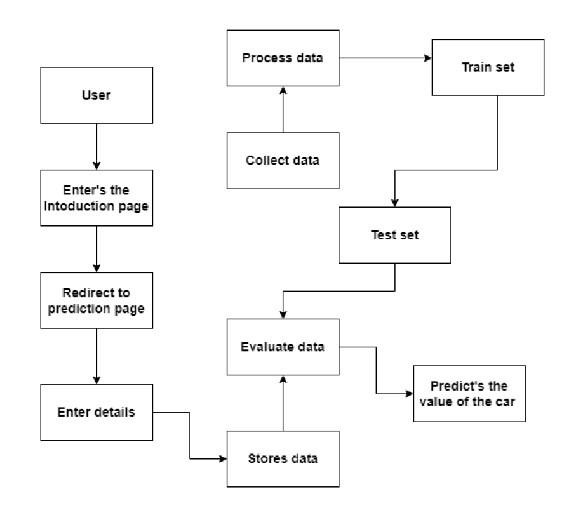 User
Enter's the
Intoduction page
Redirect to
prediction page
Enter details
Process data
Collect data
Train set
Test set
Evaluate data
Stores data
Predict's the
value of the car